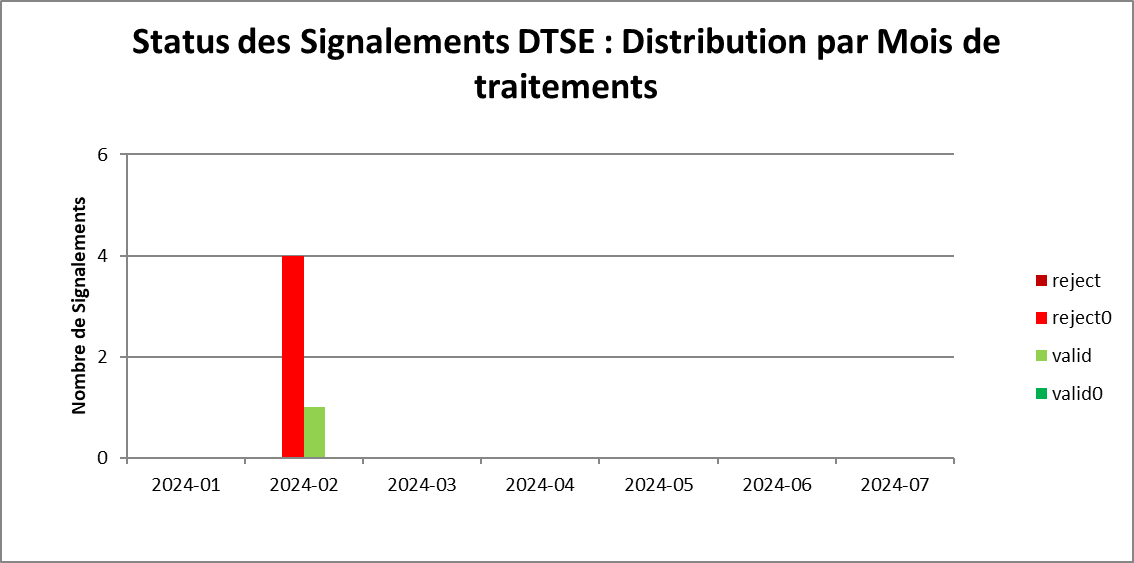 Status des Signalements DTSE : Distribution par Mois de
traitements
Nombre de Signalements
6
4
2
0
2024-01
2024-02
2024-03
2024-04
2024-05
2024-06
2024-07
reject
reject0
valid
valid0